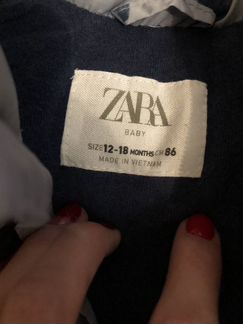 ZARA
BABY
SIZE 12-18 MONTHS CM 86
MADE IN VIETNAM